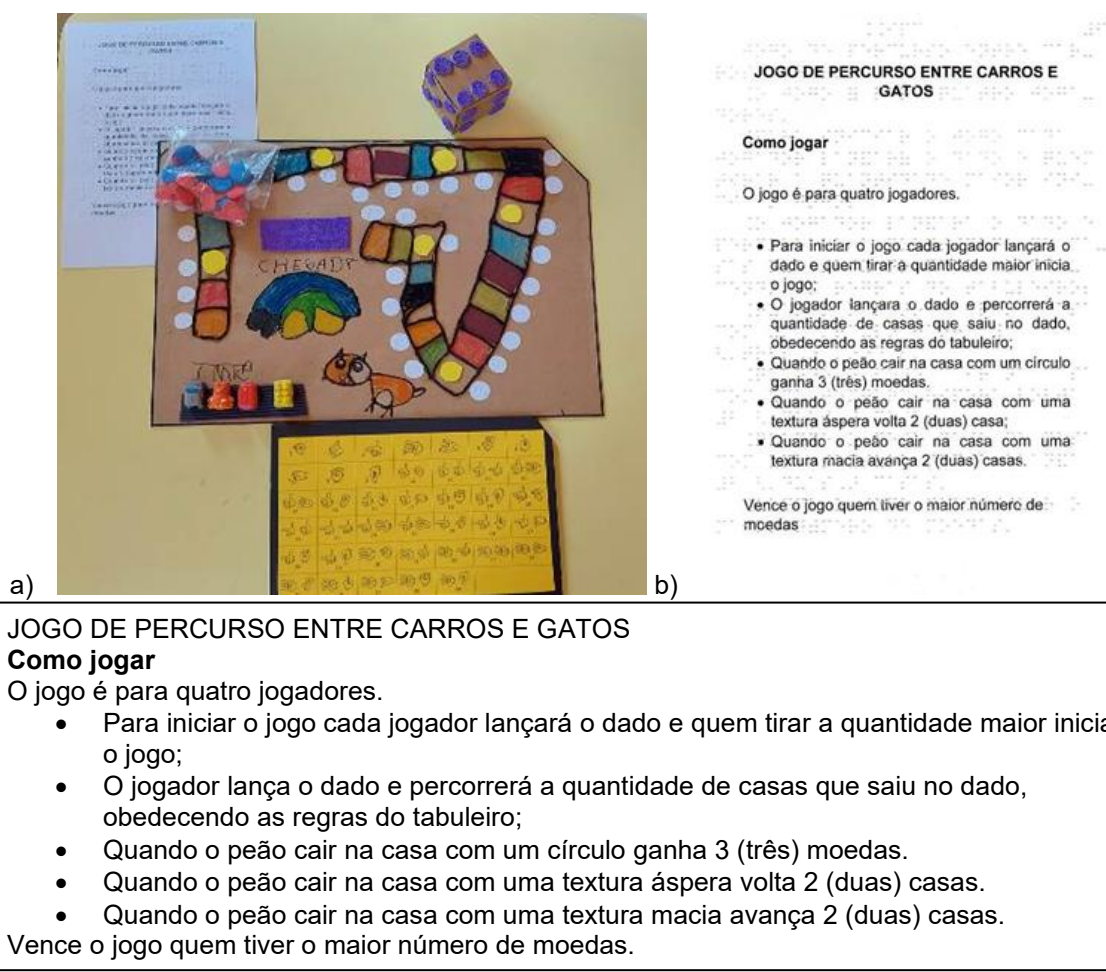 JOGO DE PERCURSO ENTRE CARROS E
GATOS
Como jogar
O jogo é para quatro jogadores.
• Para iniciar o jogo cada jogador lançará o
dado e quem tirar a quantidade maior inicia
o jogo;
• O jogador lançara o dado e percorrerá a
quantidade de casas que saiu no dado,
obedecendo as regras do tabuleiro;
• Quando o peão cair na casa com um círculo
ganha 3 (três) moedas.
• Quando o peão cair na casa com uma
textura áspera volta 2 (duas) casa;
• Quando o peão cair na casa com uma
textura macia avança 2 (duas) casas.
Vence o jogo quem tiver o maior número de
moedas
CHEGADA
a)
b)
JOGO DE PERCURSO ENTRE CARROS E GATOS
Como jogar
O jogo é para quatro jogadores.
• Para iniciar o jogo cada jogador lançará o dado e quem tirar a quantidade maior inicia
o jogo;
• O jogador lança o dado e percorrerá a quantidade de casas que saiu no dado,
obedecendo as regras do tabuleiro;
• Quando o peão cair na casa com um círculo ganha 3 (três) moedas.
• Quando o peão cair na casa com uma textura áspera volta 2 (duas) casas.
• Quando o peão cair na casa com uma textura macia avança 2 (duas) casas.
Vence o jogo quem tiver o maior número de moedas.